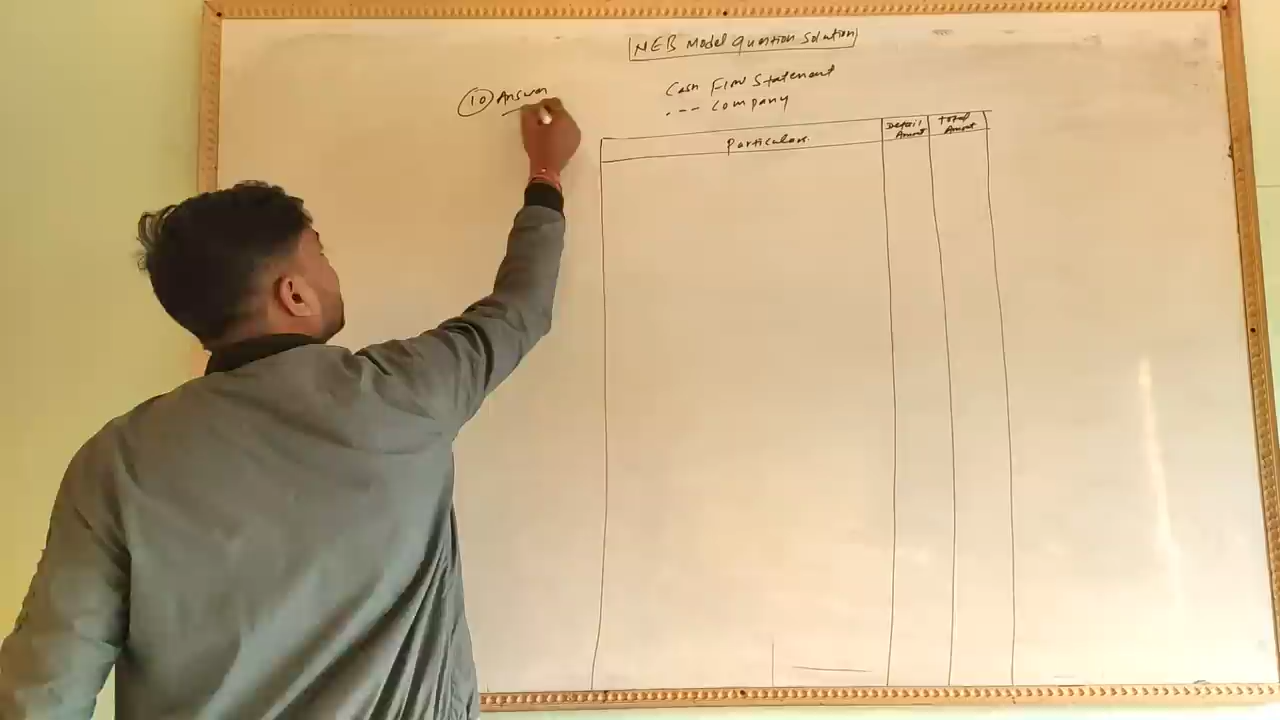 NEB Model Question Solution
10 Answer
Cash Flow Statement
--- Company
Particulars
Detail Amount
Total Amount